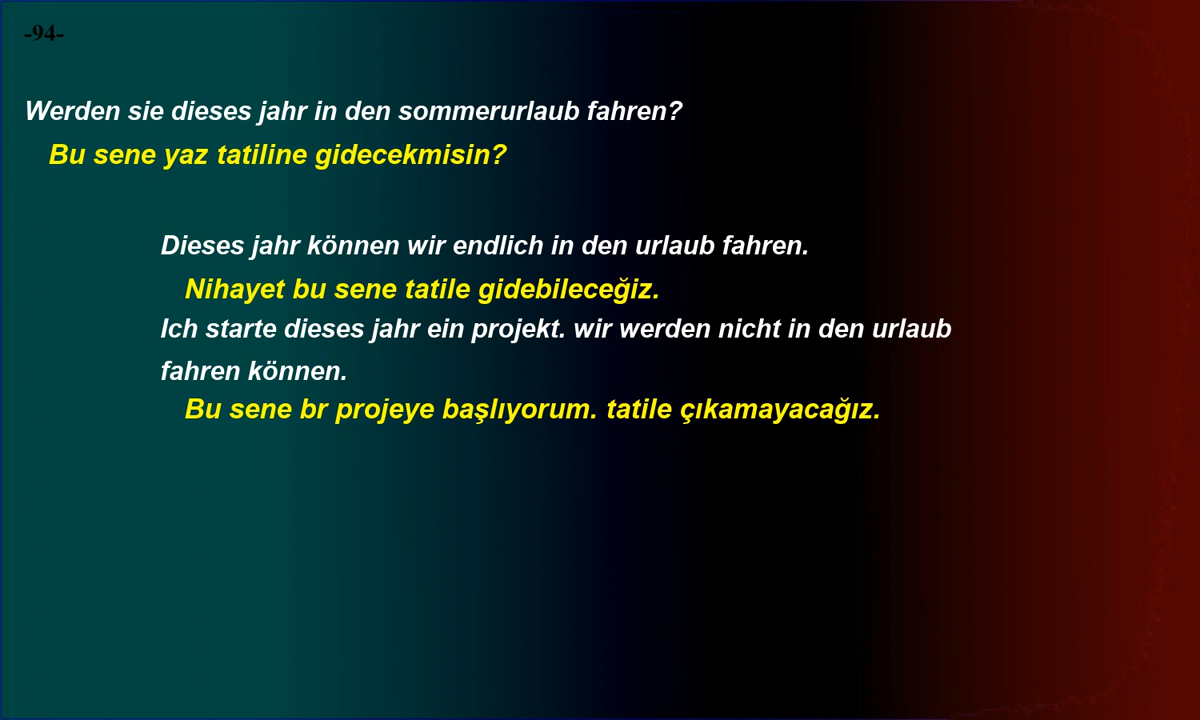 -94-
Werden sie dieses jahr in den sommerurlaub fahren?
Bu sene yaz tatiline gidecekmisin?
Dieses jahr können wir endlich in den urlaub fahren.
Nihayet bu sene tatile gidebileceğiz.
Ich starte dieses jahr ein projekt. wir werden nicht in den urlaub
fahren können.
Bu sene br projeye başlıyorum. tatile çıkamayacağız.